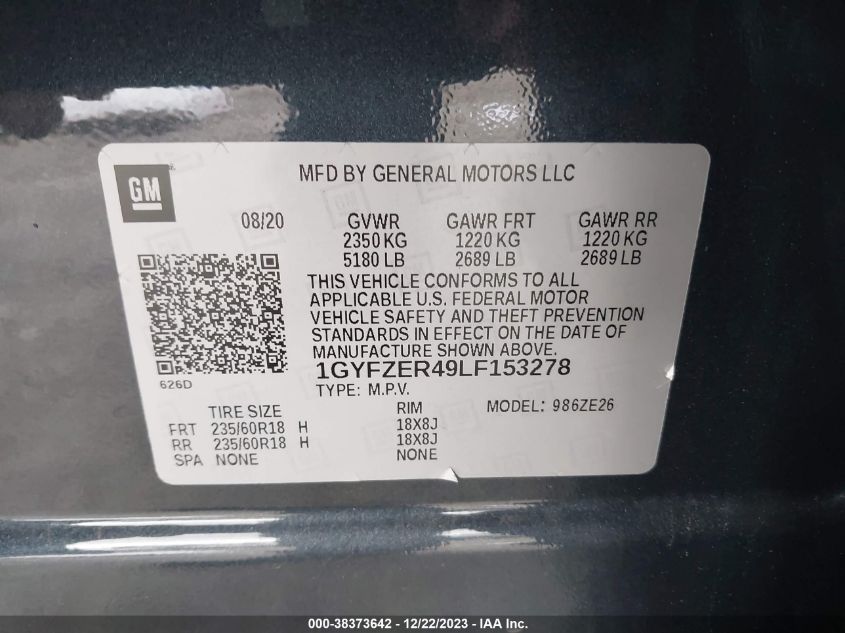 GM
MFD BY GENERAL MOTORS LLC
08/20 GVWR GAWR FRT GAWR RR
2350 KG 1220 KG 1220 KG
5180 LB 2689 LB 2689 LB
THIS VEHICLE CONFORMS TO ALL
APPLICABLE U.S. FEDERAL MOTOR
VEHICLE SAFETY AND THEFT PREVENTION
STANDARDS IN EFFECT ON THE DATE OF
MANUFACTURE SHOWN ABOVE.
1GYFZER49LF153278
626D
TYPE: M.P.V.
TIRE SIZE RIM MODEL: 986ZE26
FRT 235/60R18 H 18X8J
RR 235/60R18 H 18X8J
SPA NONE NONE
000-38373642 - 12/22/2023 - IAA Inc.